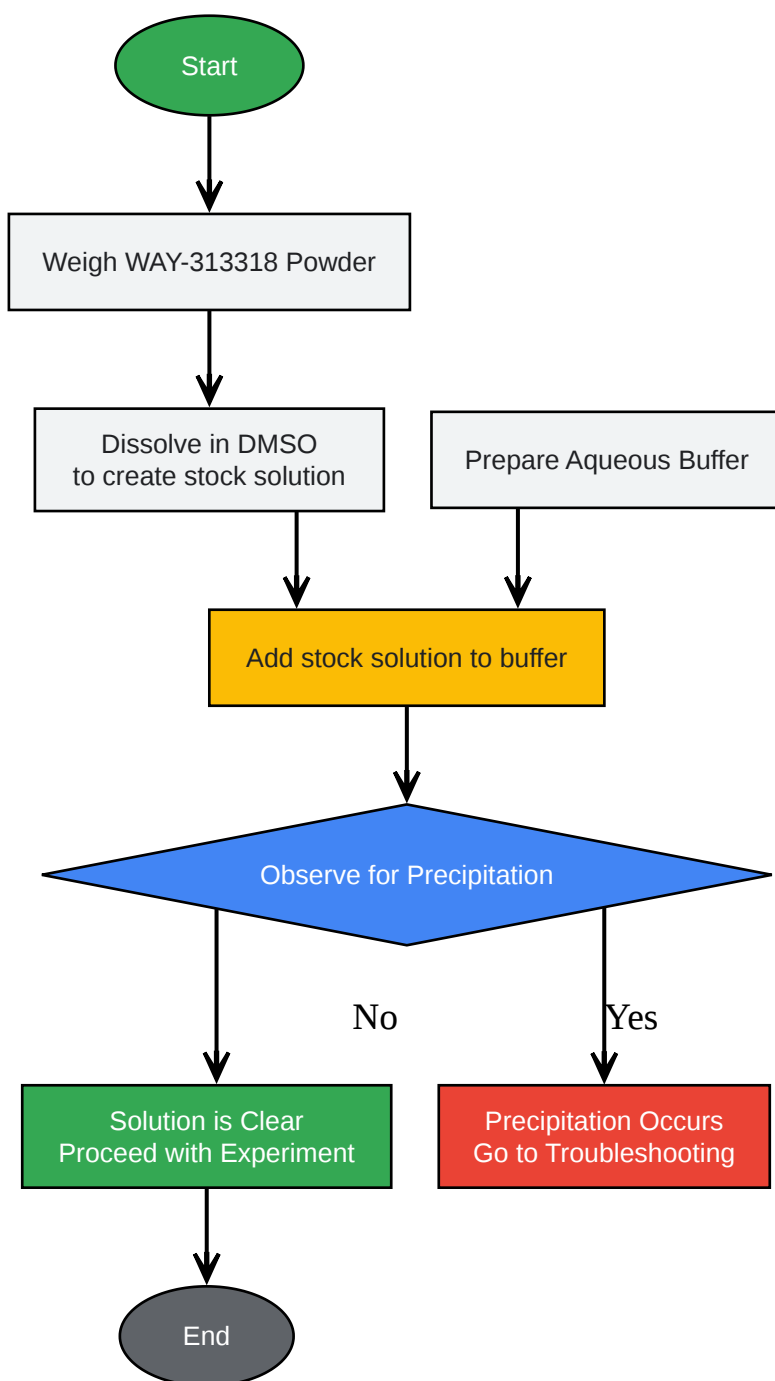 Start
Weigh WAY-313318 Powder
Dissolve in DMSO
to create stock solution
Prepare Aqueous Buffer
Add stock solution to buffer
Observe for Precipitation
No
Yes
Solution is Clear
Proceed with Experiment
Precipitation Occurs
Go to Troubleshooting
End